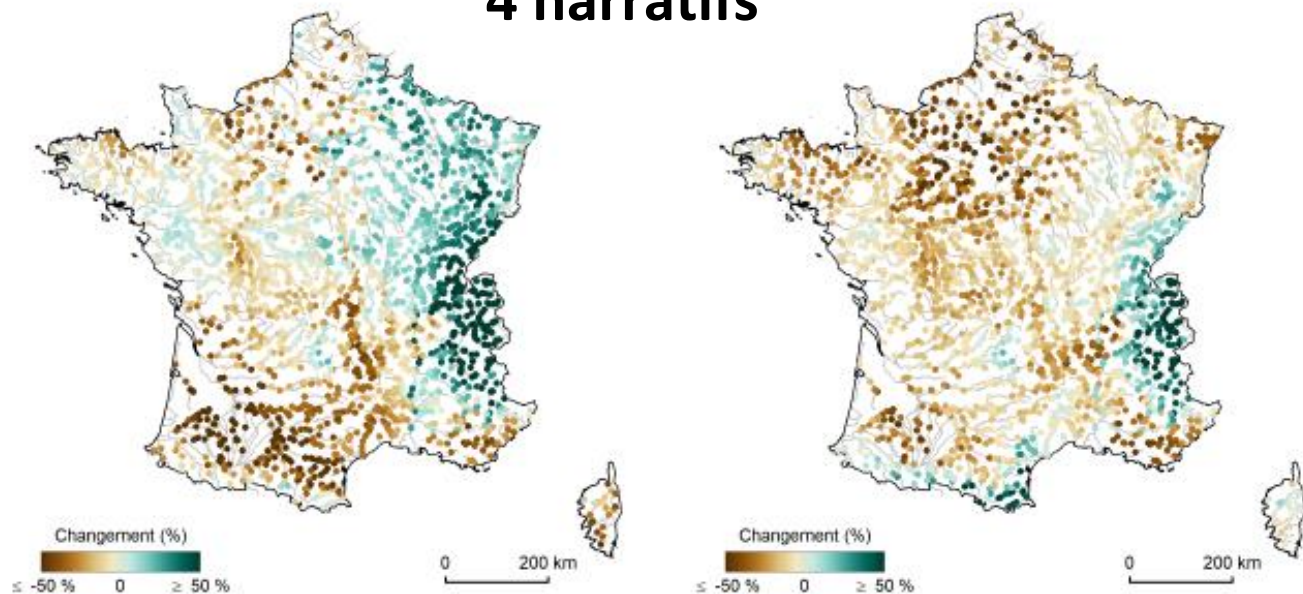 4 narratifs
Changement (%)
≤ -50 % 0 ≥ 50 %
0 200 km
Changement (%)
≤ -50 % 0 ≥ 50 %
0 200 km